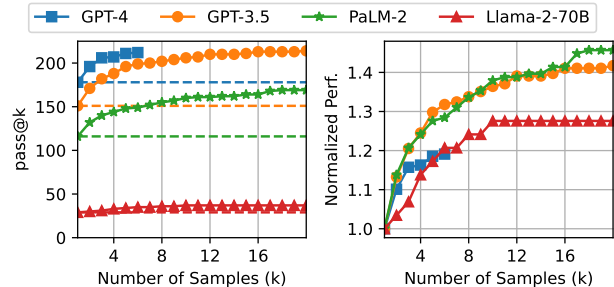 GPT-4 GPT-3.5 PaLM-2 Llama-2-70B
pass@k
200
150
100
50
0
4 8 12 16
Number of Samples (k)
Normalized Perf.
1.4
1.3
1.2
1.1
1.0
4 8 12 16
Number of Samples (k)